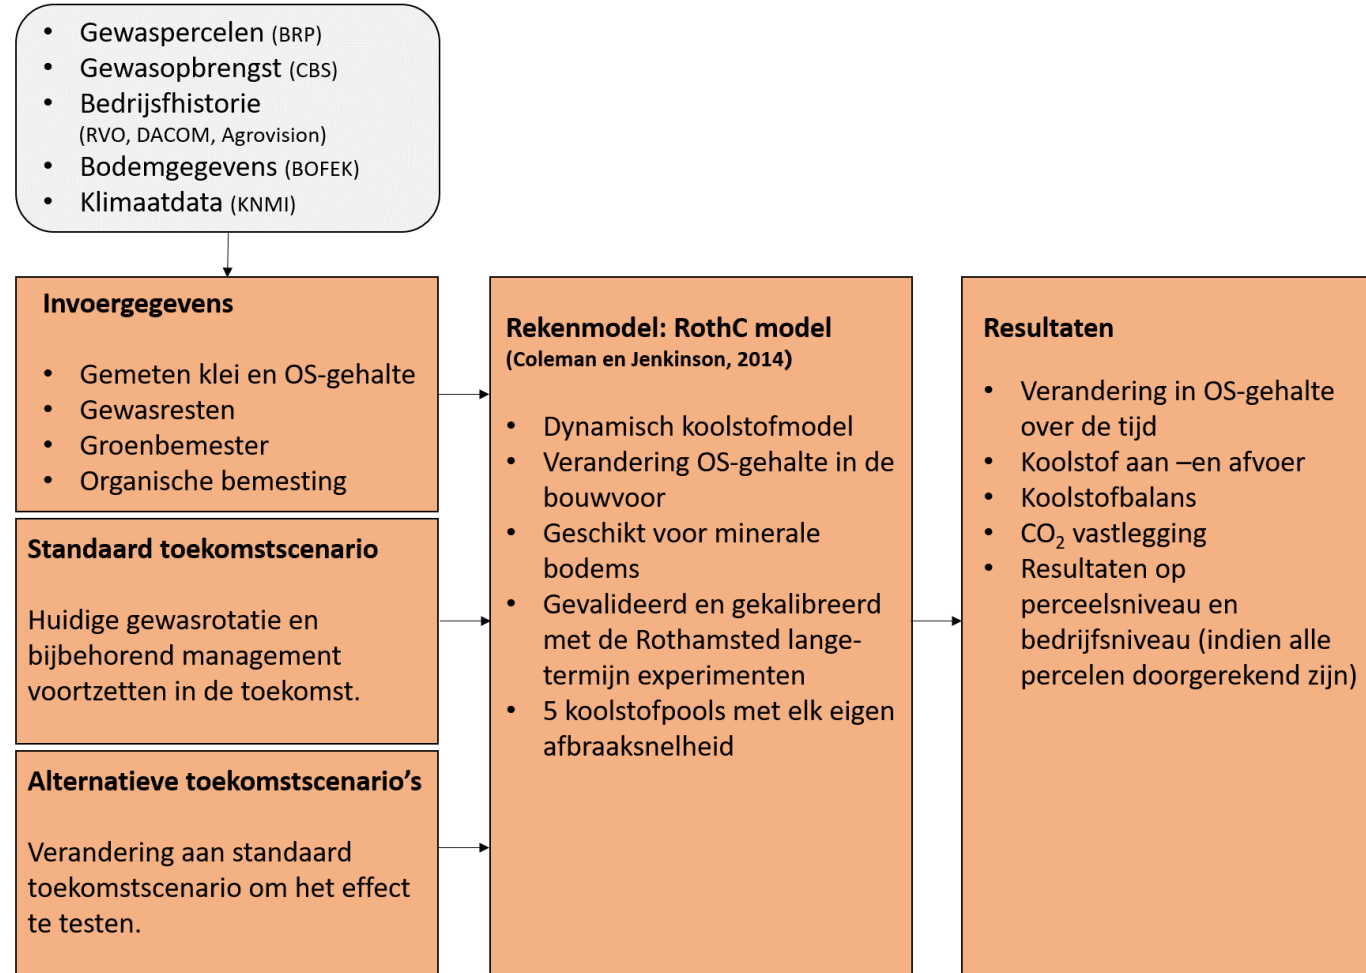 • Gewaspercelen (BRP)
• Gewasopbrengst (CBS)
• Bedrijsfhistorie
(RVO, DACOM, Agrovision)
• Bodemgegevens (BOFEK)
• Klimaatdata (KNMI)
Invoergegevens
• Gemeten klei en OS-gehalte
• Gewasresten
• Groenbemester
• Organische bemesting
Standaard toekomstscenario
Huidige gewasrotatie en
bijbehorend management
voortzetten in de toekomst.
Alternatieve toekomstscenario’s
Verandering aan standaard
toekomstscenario om het effect
te testen.
Rekenmodel: RothC model
(Coleman en Jenkinson, 2014)
• Dynamisch koolstofmodel
• Verandering OS-gehalte in de
bouwvoor
• Geschikt voor minerale
bodems
• Gevalideerd en gekalibreerd
met de Rothamsted lange-
termijn experimenten
• 5 koolstofpools met elk eigen
afbraaksnelheid
Resultaten
• Verandering in OS-gehalte
over de tijd
• Koolstof aan –en afvoer
• Koolstofbalans
• CO₂ vastlegging
• Resultaten op
perceelsniveau en
bedrijfsniveau (indien alle
percelen doorgerekend zijn)